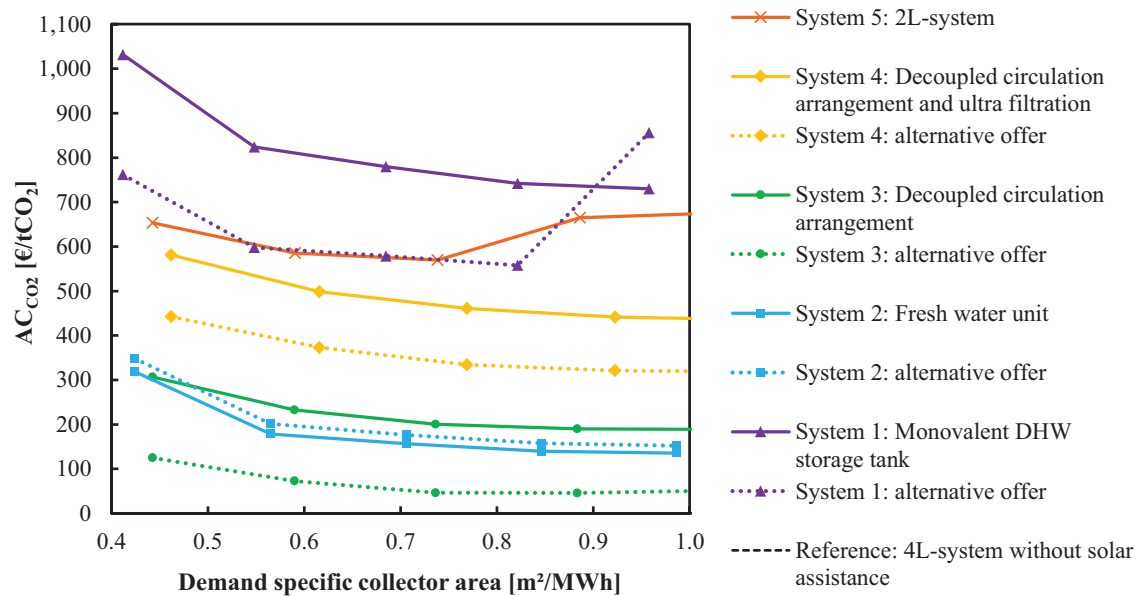 1,100
1,000
900
800
700
600
500
400
300
200
100
0
AC_CO2 [€/tCO2]
0.4 0.5 0.6 0.7 0.8 0.9 1.0
Demand specific collector area [m²/MWh]
System 5: 2L-system
System 4: Decoupled circulation
arrangement and ultra filtration
System 4: alternative offer
System 3: Decoupled circulation
arrangement
System 3: alternative offer
System 2: Fresh water unit
System 2: alternative offer
System 1: Monovalent DHW
storage tank
System 1: alternative offer
Reference: 4L-system without solar
assistance